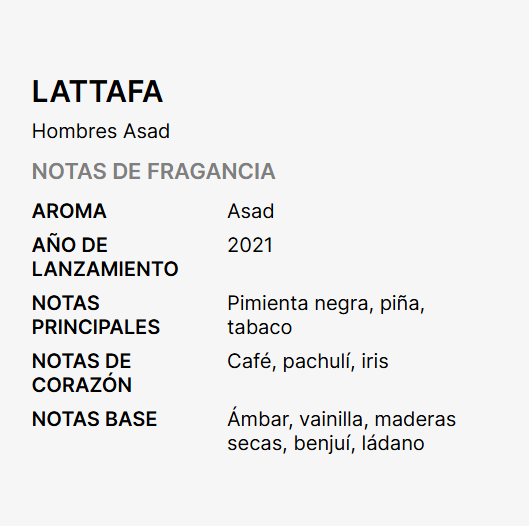 LATTAFA
Hombres Asad
NOTAS DE FRAGANCIA
AROMA Asad
AÑO DE 2021
LANZAMIENTO
NOTAS Pimienta negra, piña,
PRINCIPALES tabaco
NOTAS DE Café, pachulí, iris
CORAZÓN
NOTAS BASE Ámbar, vainilla, maderas
secas, benjuí, ládano